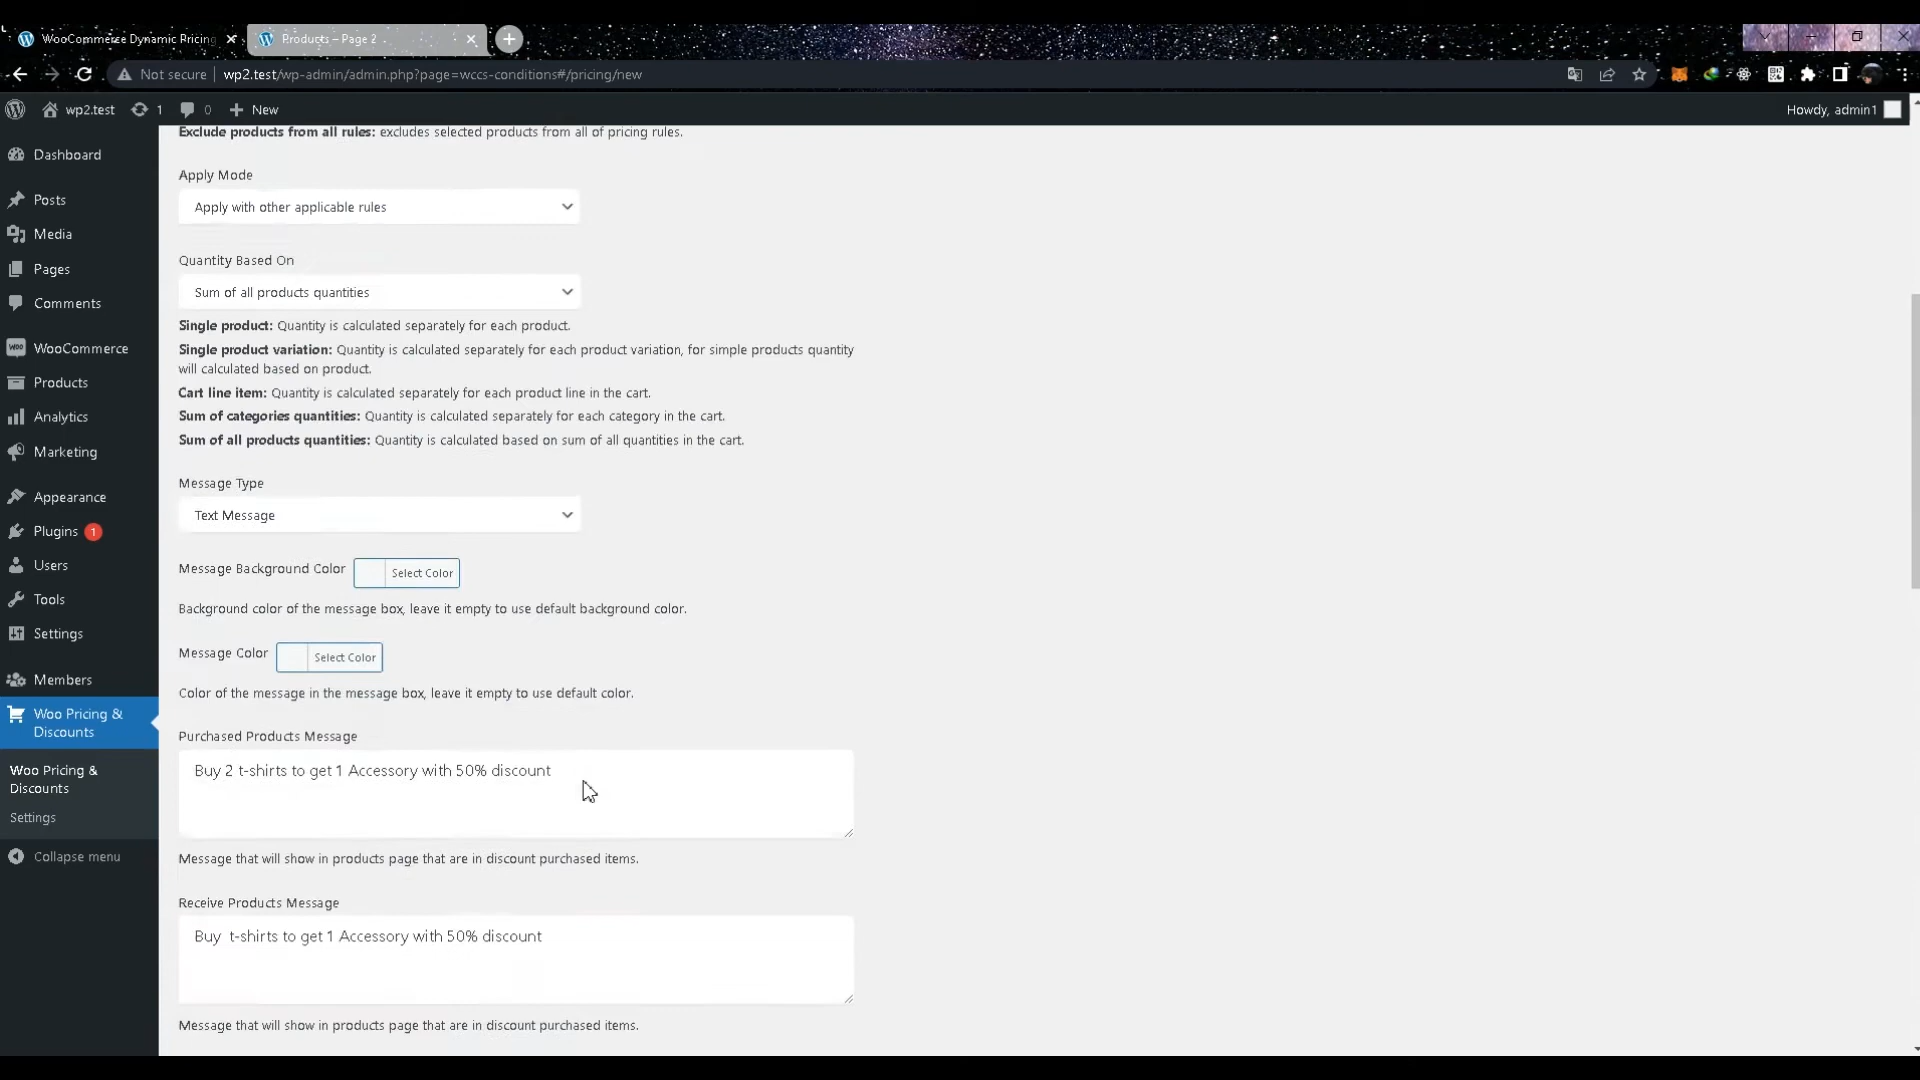 WooCommerce Dynamic Pricing
Products – Page 2
Not secure
wp2.test/wp-admin/admin.php?page=wccs-conditions#/pricing/new
wp2.test
1
0
New
Howdy, admin1
Dashboard
Posts
Media
Pages
Comments
WooCommerce
Products
Analytics
Marketing
Appearance
Plugins 1
Users
Tools
Settings
Members
Woo Pricing &
Discounts
Woo Pricing &
Discounts
Settings
Collapse menu
Exclude products from all rules: excludes selected products from all of pricing rules.
Apply Mode
Apply with other applicable rules
Quantity Based On
Sum of all products quantities
Single product: Quantity is calculated separately for each product.
Single product variation: Quantity is calculated separately for each product variation, for simple products quantity
will calculated based on product.
Cart line item: Quantity is calculated separately for each product line in the cart.
Sum of categories quantities: Quantity is calculated separately for each category in the cart.
Sum of all products quantities: Quantity is calculated based on sum of all quantities in the cart.
Message Type
Text Message
Message Background Color
Select Color
Background color of the message box, leave it empty to use default background color.
Message Color
Select Color
Color of the message in the message box, leave it empty to use default color.
Purchased Products Message
Buy 2 t-shirts to get 1 Accessory with 50% discount
Message that will show in products page that are in discount purchased items.
Receive Products Message
Buy  t-shirts to get 1 Accessory with 50% discount
Message that will show in products page that are in discount purchased items.